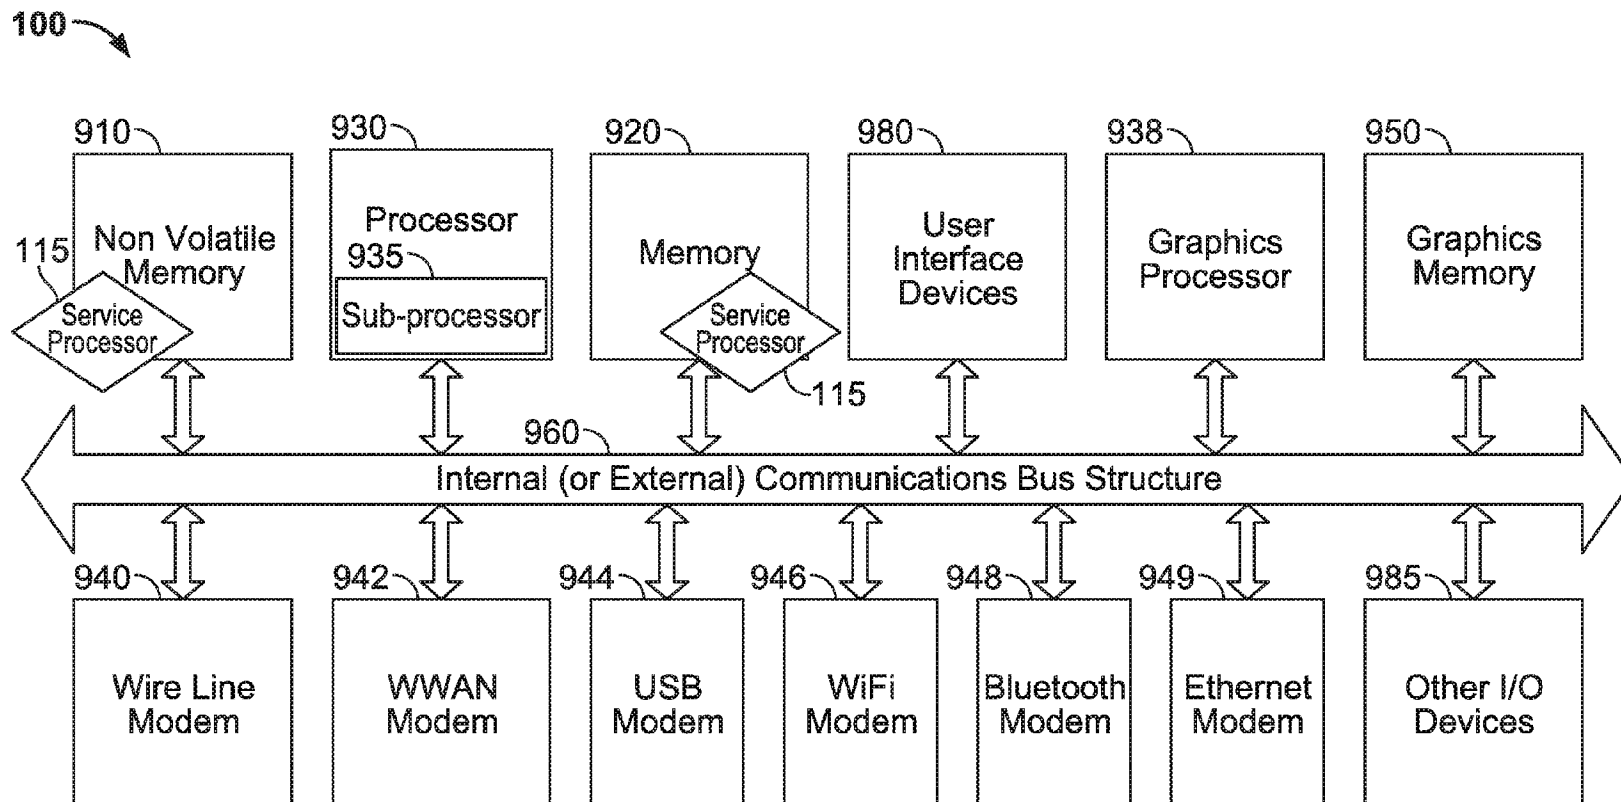 100
910
930
920
980
938
950
Non Volatile
Memory
115
Service
Processor
Processor
935
Sub-processor
Memory
Service
Processor
115
User
Interface
Devices
Graphics
Processor
Graphics
Memory
960
Internal (or External) Communications Bus Structure
940
942
944
946
948
949
985
Wire Line
Modem
WWAN
Modem
USB
Modem
WiFi
Modem
Bluetooth
Modem
Ethernet
Modem
Other I/O
Devices